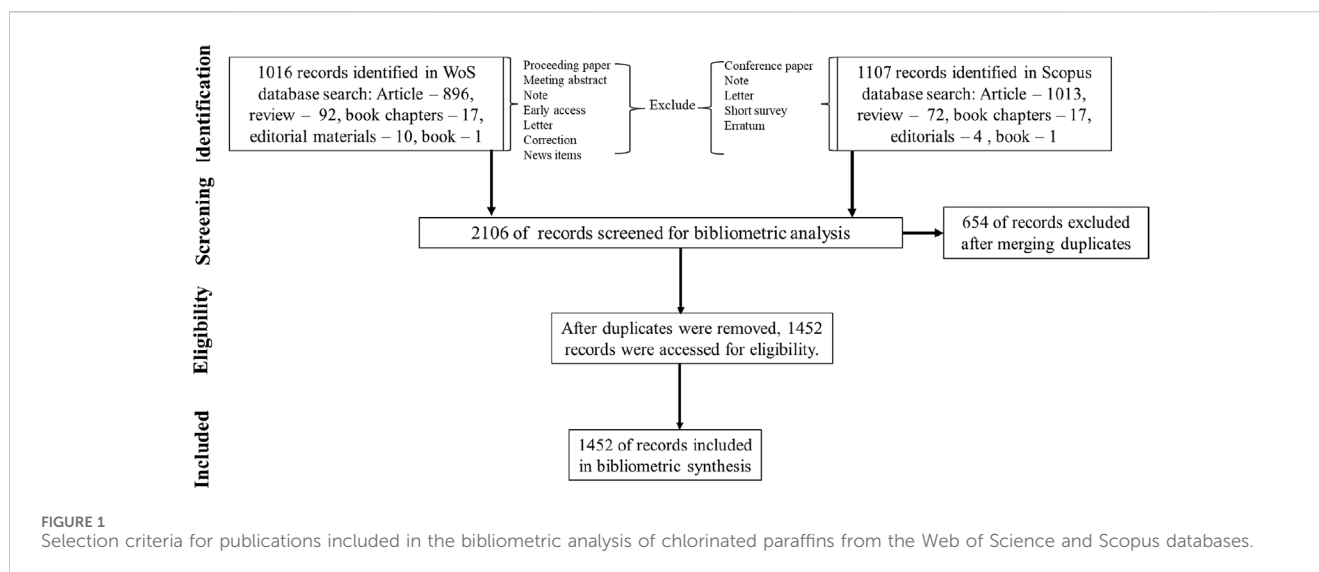 Identification
1016 records identified in WoS
database search: Article – 896,
review – 92, book chapters – 17,
editorial materials – 10, book – 1
Proceeding paper
Meeting abstract
Note
Early access
Letter
Correction
News items
Exclude
Conference paper
Note
Letter
Short survey
Erratum
1107 records identified in Scopus
database search: Article – 1013,
review – 72, book chapters – 17,
editorials – 4 , book – 1
Screening
2106 of records screened for bibliometric analysis
654 of records excluded
after merging duplicates
Eligibility
After duplicates were removed, 1452
records were accessed for eligibility.
Included
1452 of records included
in bibliometric synthesis
FIGURE 1
Selection criteria for publications included in the bibliometric analysis of chlorinated paraffins from the Web of Science and Scopus databases.